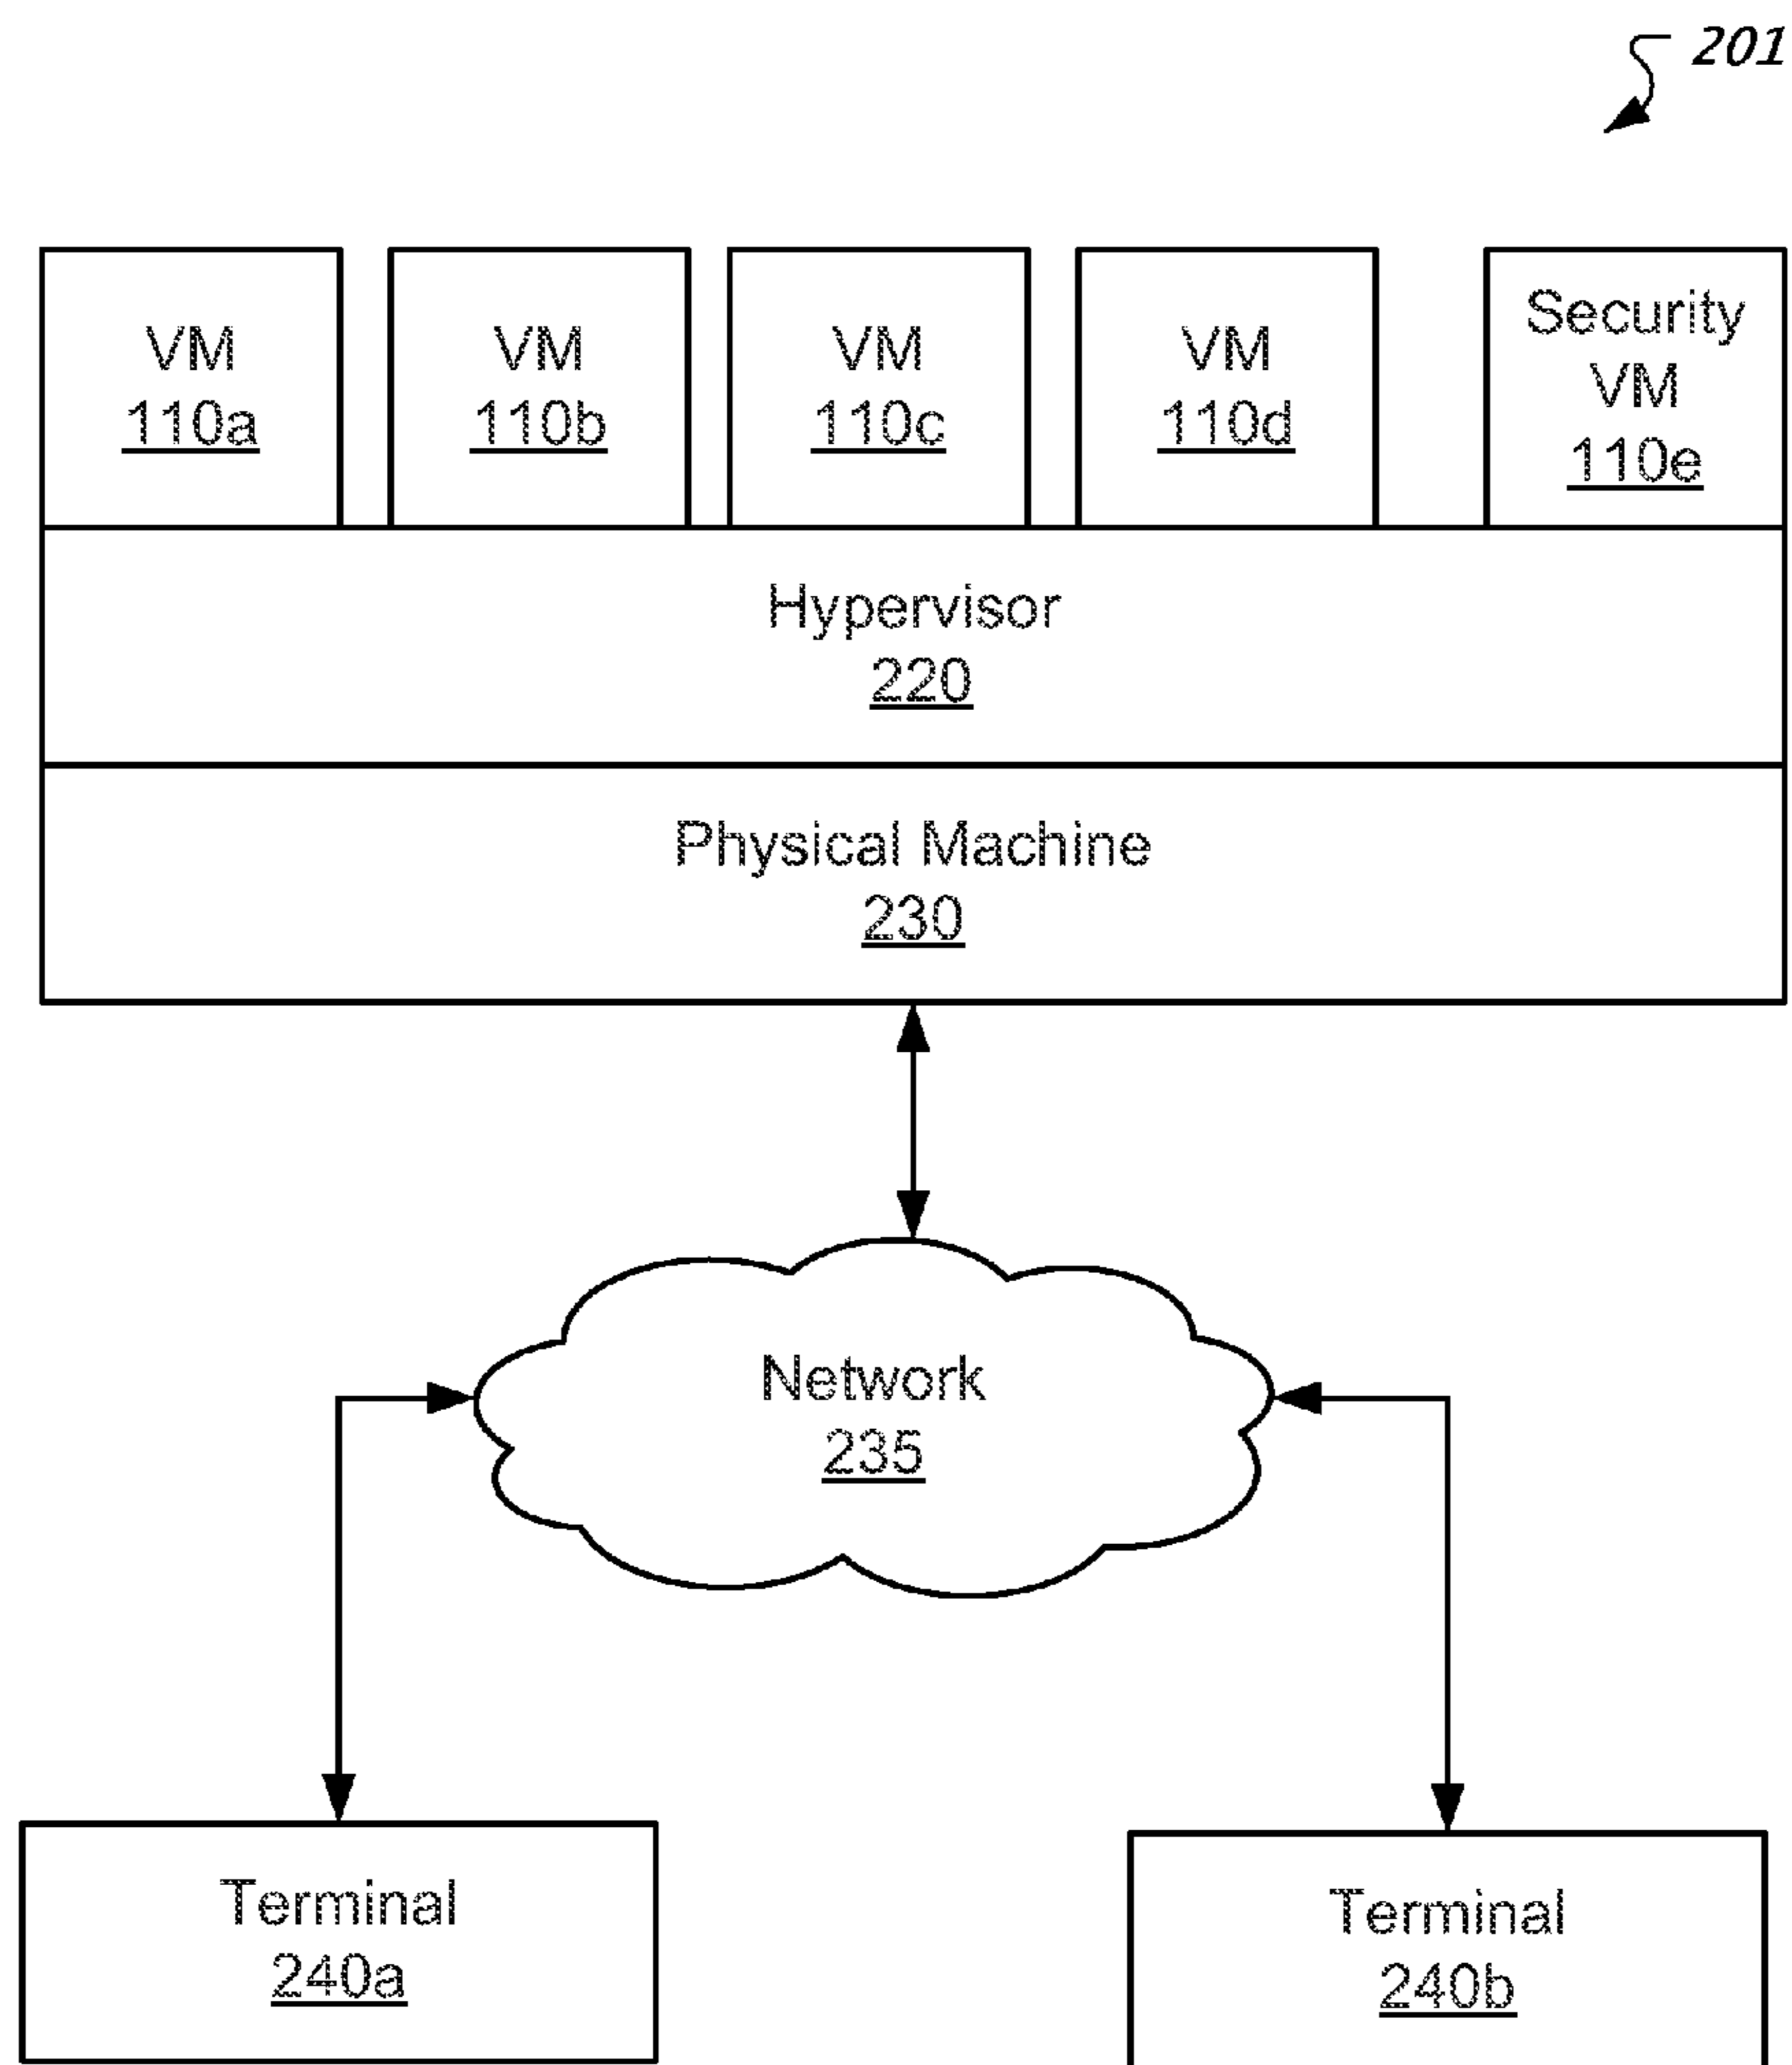 201
VM
110a
VM
110b
VM
110c
VM
110d
Security
VM
110e
Hypervisor
220
Physical Machine
230
Network
235
Terminal
240a
Terminal
240b